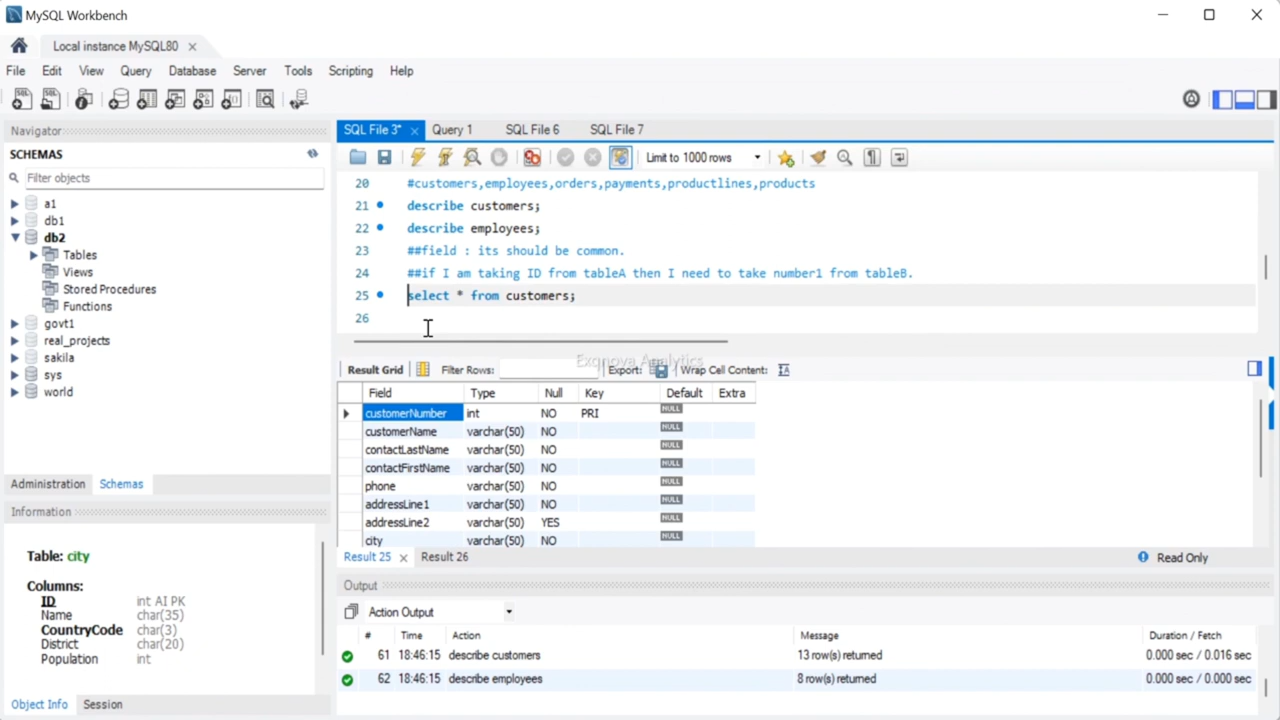 MySQL Workbench
Local instance MySQL80
File Edit View Query Database Server Tools Scripting Help
Navigator
SCHEMAS
Filter objects
a1
db1
db2
Tables
Views
Stored Procedures
Functions
govt1
real_projects
sakila
sys
world
Administration Schemas
Information
Table: city
Columns:
ID int AI PK
Name char(35)
CountryCode char(3)
District char(20)
Population int
Object Info Session
SQL File 3* Query 1 SQL File 6 SQL File 7
Limit to 1000 rows
20 #customers,employees,orders,payments,productlines,products
21 describe customers;
22 describe employees;
23 ##field : its should be common.
24 ##if I am taking ID from tableA then I need to take number1 from tableB.
25 select * from customers;
26
Exqnova Analytics
Result Grid Filter Rows: Export: Wrap Cell Content:
Field Type Null Key Default Extra
customerNumber int NO PRI NULL
customerName varchar(50) NO NULL
contactLastName varchar(50) NO NULL
contactFirstName varchar(50) NO NULL
phone varchar(50) NO NULL
addressLine1 varchar(50) NO NULL
addressLine2 varchar(50) YES NULL
city varchar(50) NO NULL
Result 25 Result 26 Read Only
Output
Action Output
# Time Action Message Duration / Fetch
61 18:46:15 describe customers 13 row(s) returned 0.000 sec / 0.016 sec
62 18:46:15 describe employees 8 row(s) returned 0.000 sec / 0.000 sec